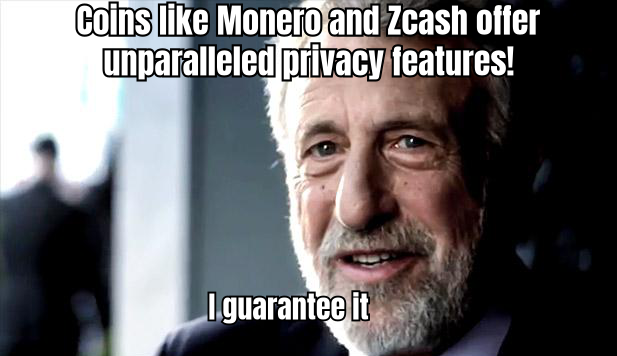 Coins like Monero and Zcash offer
unparalleled privacy features!
I guarantee it